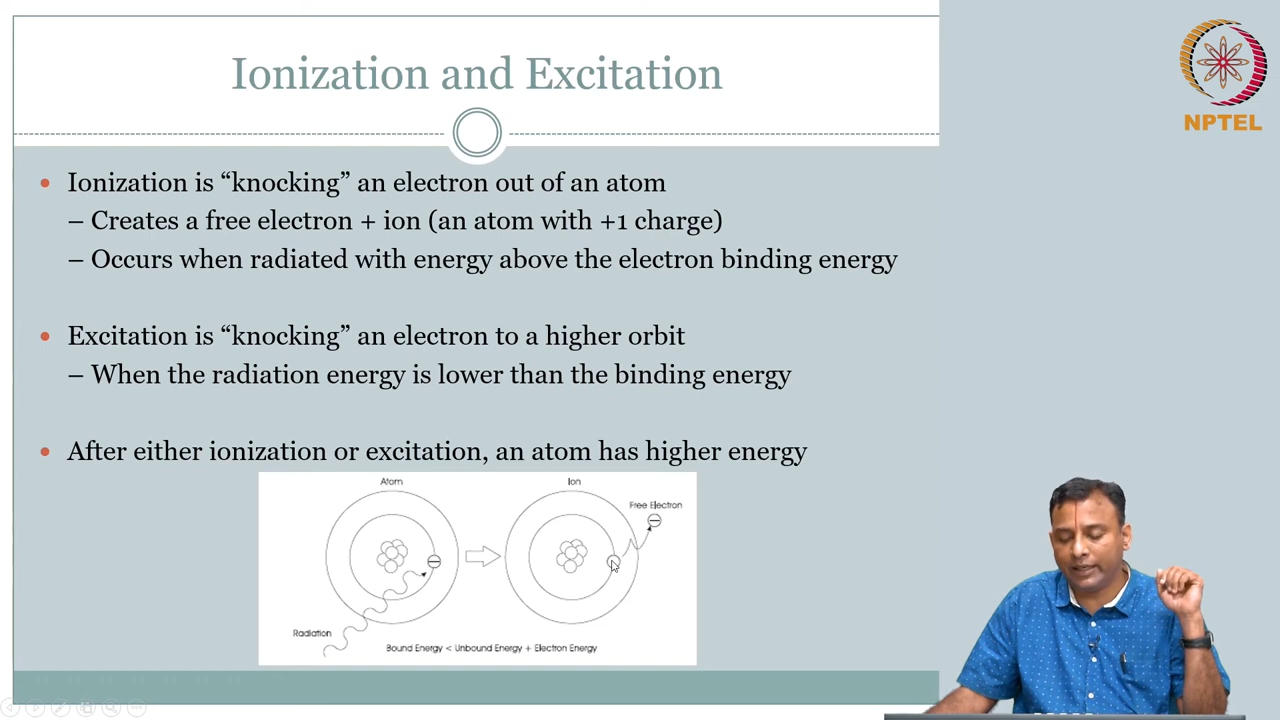 Ionization and Excitation
NPTEL
• Ionization is “knocking” an electron out of an atom
– Creates a free electron + ion (an atom with +1 charge)
– Occurs when radiated with energy above the electron binding energy
• Excitation is “knocking” an electron to a higher orbit
– When the radiation energy is lower than the binding energy
• After either ionization or excitation, an atom has higher energy
Atom
Ion
Free Electron
Radiation
Bound Energy < Unbound Energy + Electron Energy